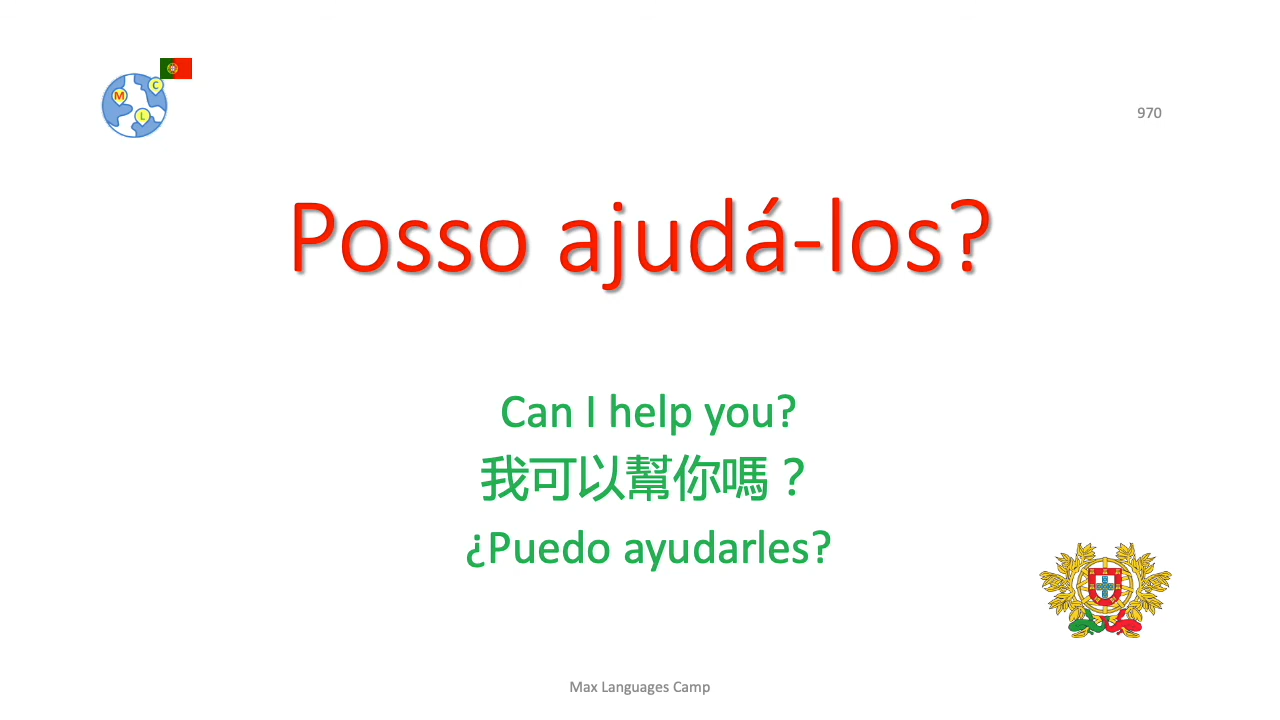 M C L
970
Posso ajudá-los?
Can I help you?
我可以幫你嗎？
¿Puedo ayudarles?
Max Languages Camp